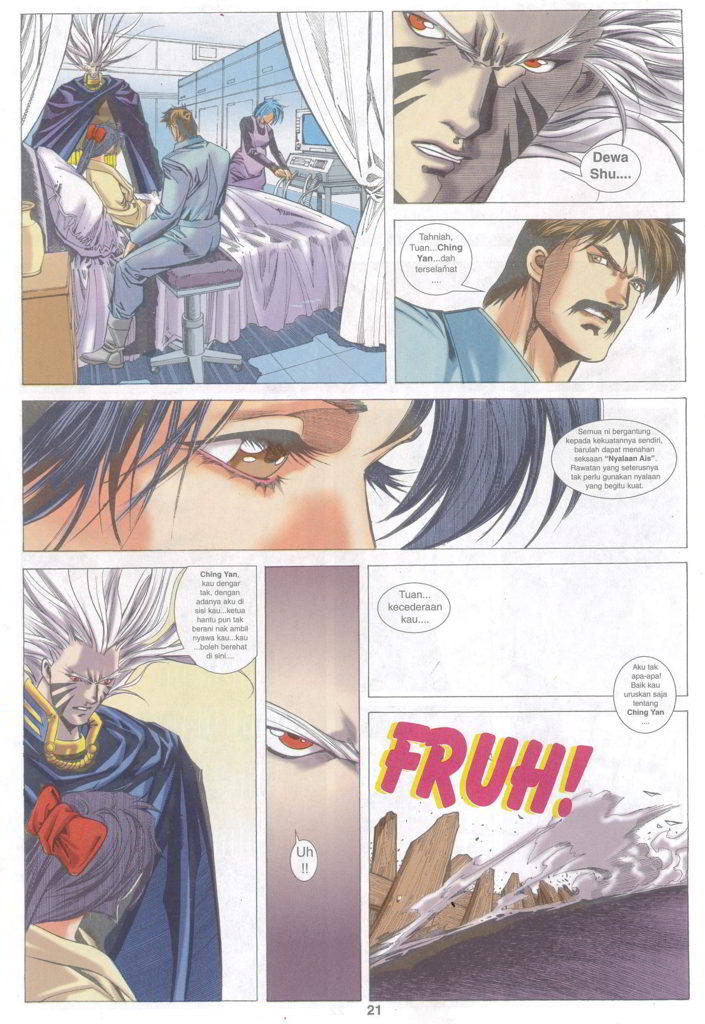 Dewa
Shu....
Tahniah,
Tuan...Ching
Yan...dah
terselamat
....
Semua ni bergantung
kepada kekuatannya sendiri,
barulah dapat menahan
seksaan "Nyalaan Ais".
Rawatan yang seterusnya
tak perlu gunakan nyalaan
yang begitu kuat.
Ching Yan,
kau dengar
tak, dengan
adanya aku di
sisi kau...ketua
hantu pun tak
berani nak ambil
nyawa kau...kau
...boleh berehat
di sini....
Uh
!!
Tuan...
kecederaan
kau....
Aku tak
apa-apa!
Baik kau
uruskan saja
tentang
Ching Yan
....
FRUH!
21